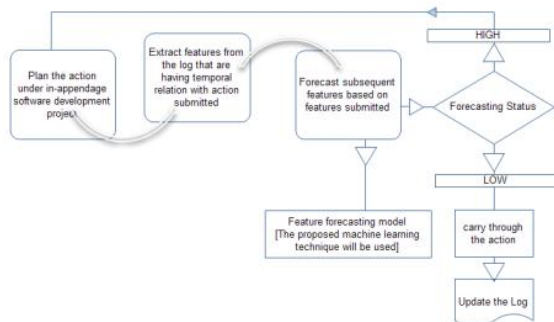 HIGH
Plan the action
under in-appendage
software development
project
Extract features from
the log that are
having temporal
relation with action
submitted
Forecast subsequent
features based on
features submitted
Forecasting Status
LOW
Feature forecasting model
[The proposed machine learning
technique will be used]
carry through
the action
Update the Log